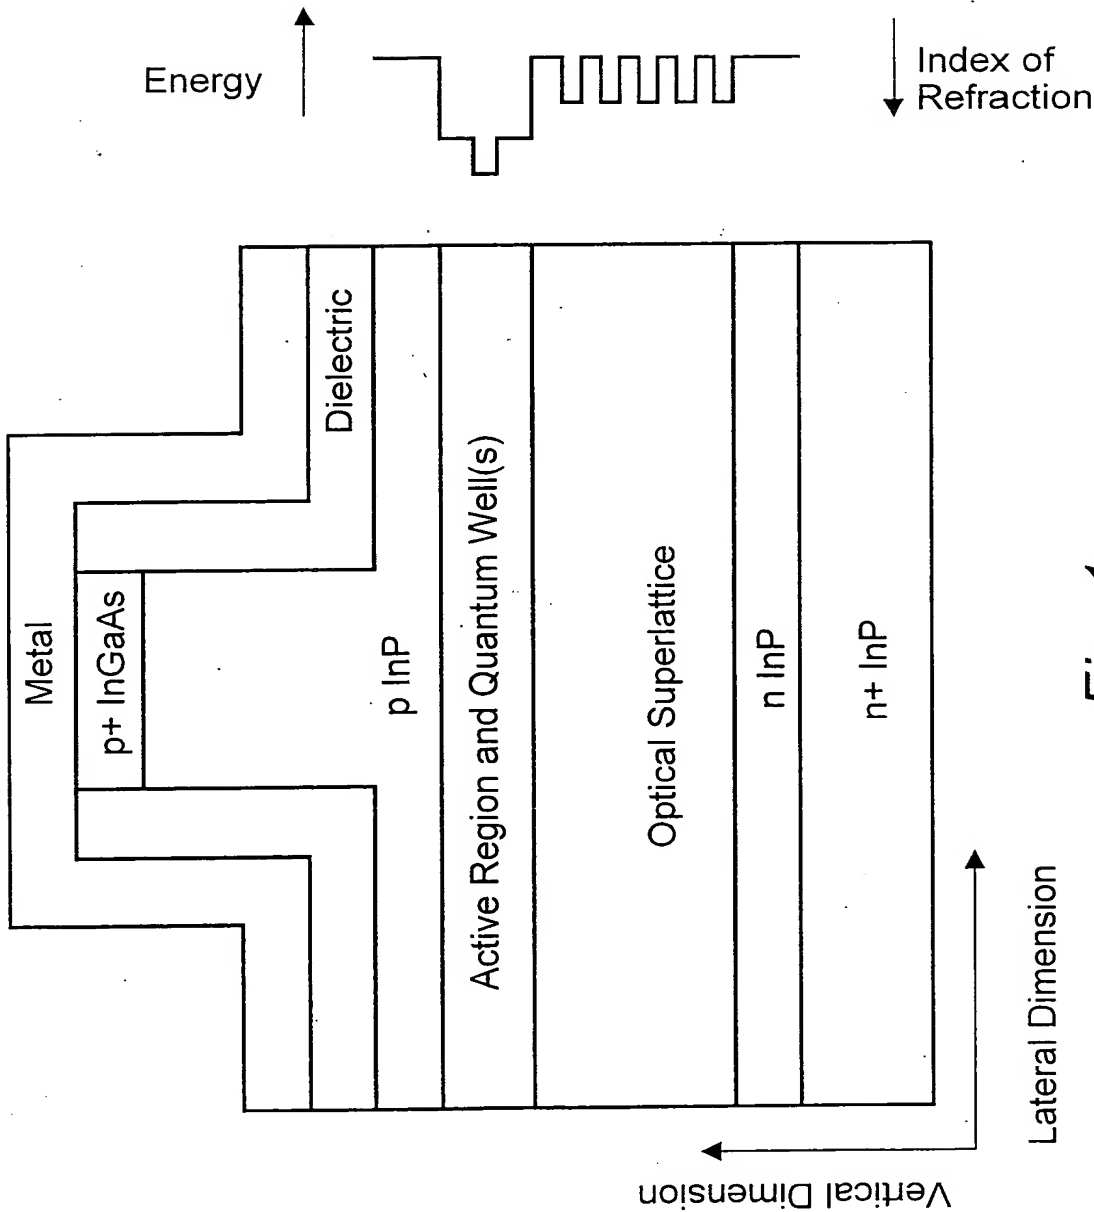 Energy
Index of
Refraction
Metal
p+ InGaAs
Dielectric
p InP
Active Region and Quantum Well(s)
Optical Superlattice
n InP
n+ InP
Vertical Dimension
Lateral Dimension